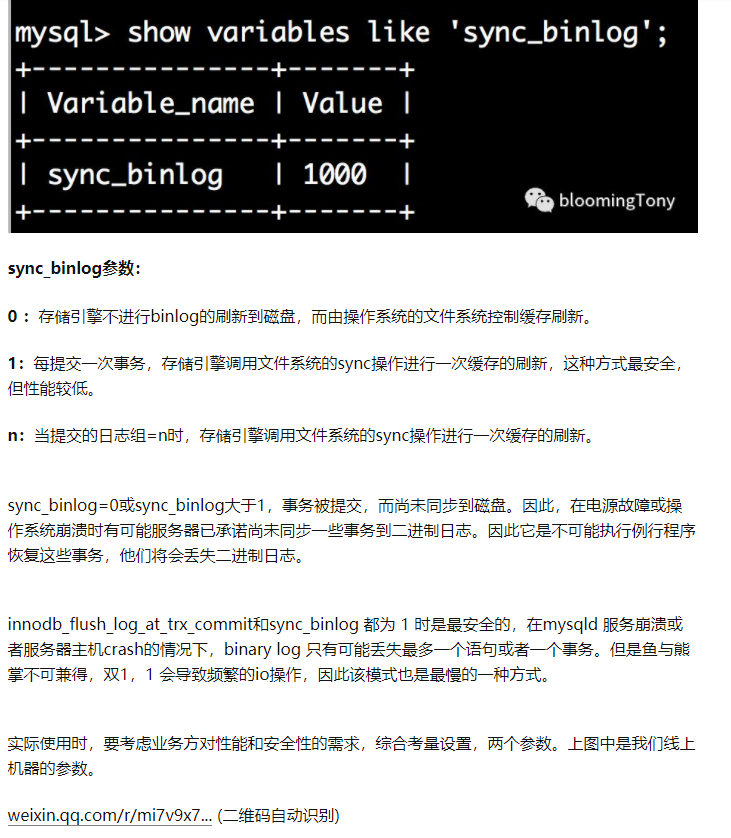 mysql> show variables like 'sync_binlog';
+---------------+-------+
| Variable_name | Value |
+---------------+-------+
| sync_binlog   | 1000  |
+---------------+-------+
bloomingTony
sync_binlog参数：
0 ：存储引擎不进行binlog的刷新到磁盘，而由操作系统的文件系统控制缓存刷新。
1：每提交一次事务，存储引擎调用文件系统的sync操作进行一次缓存的刷新，这种方式最安全，
但性能较低。
n：当提交的日志组=n时，存储引擎调用文件系统的sync操作进行一次缓存的刷新。
sync_binlog=0或sync_binlog大于1，事务被提交，而尚未同步到磁盘。因此，在电源故障或操
作系统崩溃时有可能服务器已承诺尚未同步一些事务到二进制日志。因此它是不可能执行例行程序
恢复这些事务，他们将会丢失二进制日志。
innodb_flush_log_at_trx_commit和sync_binlog 都为 1 时是最安全的，在mysqld 服务崩溃或
者服务器主机crash的情况下，binary log 只有可能丢失最多一个语句或者一个事务。但是鱼与熊
掌不可兼得，双1，1 会导致频繁的io操作，因此该模式也是最慢的一种方式。
实际使用时，要考虑业务方对性能和安全性的需求，综合考量设置，两个参数。上图中是我们线上
机器的参数。
weixin.qq.com/r/mi7v9x7... (二维码自动识别)